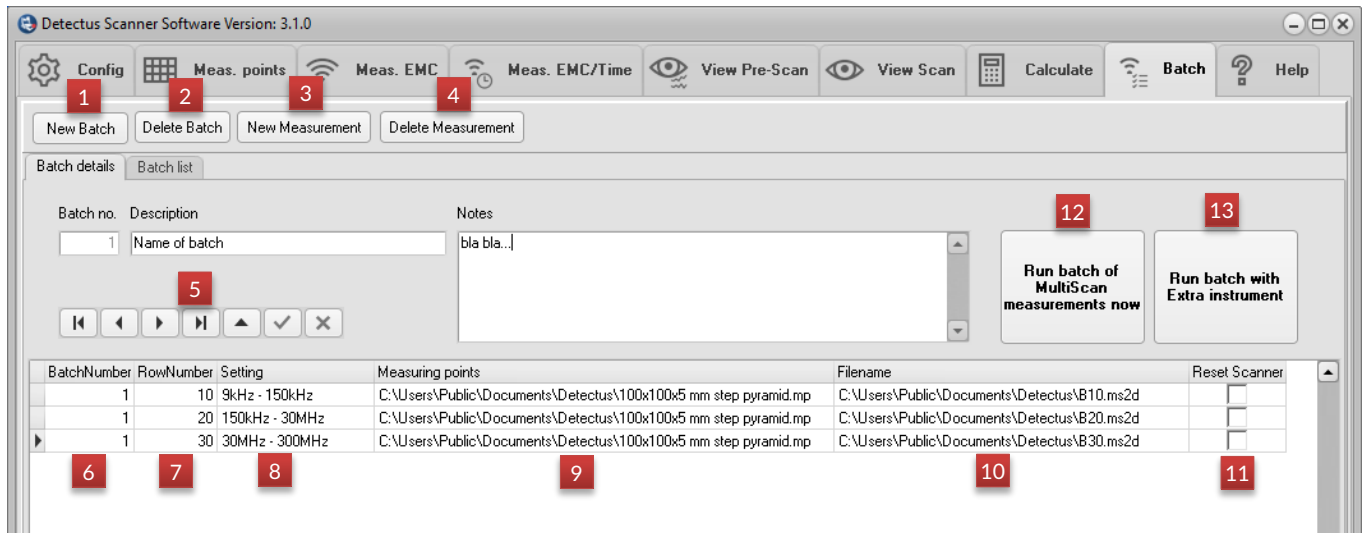 Detectus Scanner Software Version: 3.1.0
Config Meas. points Meas. EMC Meas. EMC/Time View Pre-Scan View Scan Calculate Batch Help
1 2 3 4
New Batch Delete Batch New Measurement Delete Measurement
Batch details Batch list
Batch no. Description Notes
1 Name of batch bla bla...
12 13
Run batch of MultiScan measurements now
Run batch with Extra instrument
5
BatchNumber RowNumber Setting Measuring points Filename Reset Scanner
1 10 9kHz - 150kHz C:\Users\Public\Documents\Detectus\100x100x5 mm step pyramid.mp C:\Users\Public\Documents\Detectus\B10.ms2d
1 20 150kHz - 30MHz C:\Users\Public\Documents\Detectus\100x100x5 mm step pyramid.mp C:\Users\Public\Documents\Detectus\B20.ms2d
1 30 30MHz - 300MHz C:\Users\Public\Documents\Detectus\100x100x5 mm step pyramid.mp C:\Users\Public\Documents\Detectus\B30.ms2d
6 7 8 9 10 11